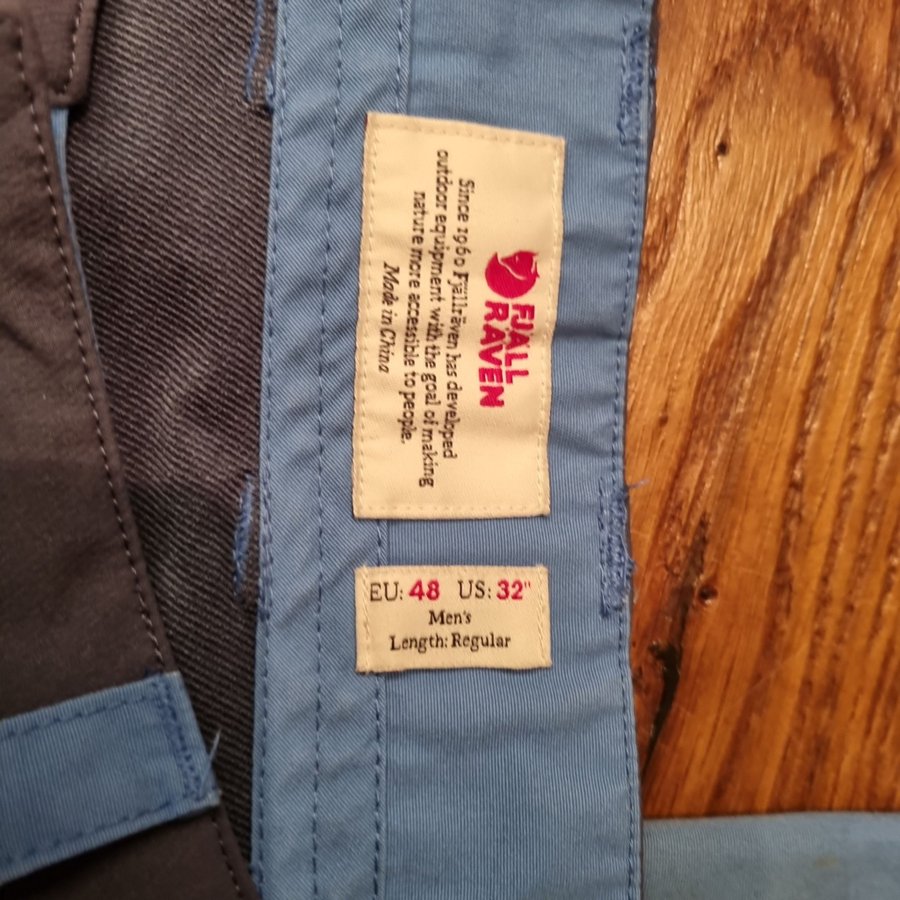 FJÄLL
RÄVEN
Since 1960 Fjällräven has developed
outdoor equipment with the goal of making
nature more accessible to people.
Made in China
EU: 48 US: 32"
Men's
Length: Regular